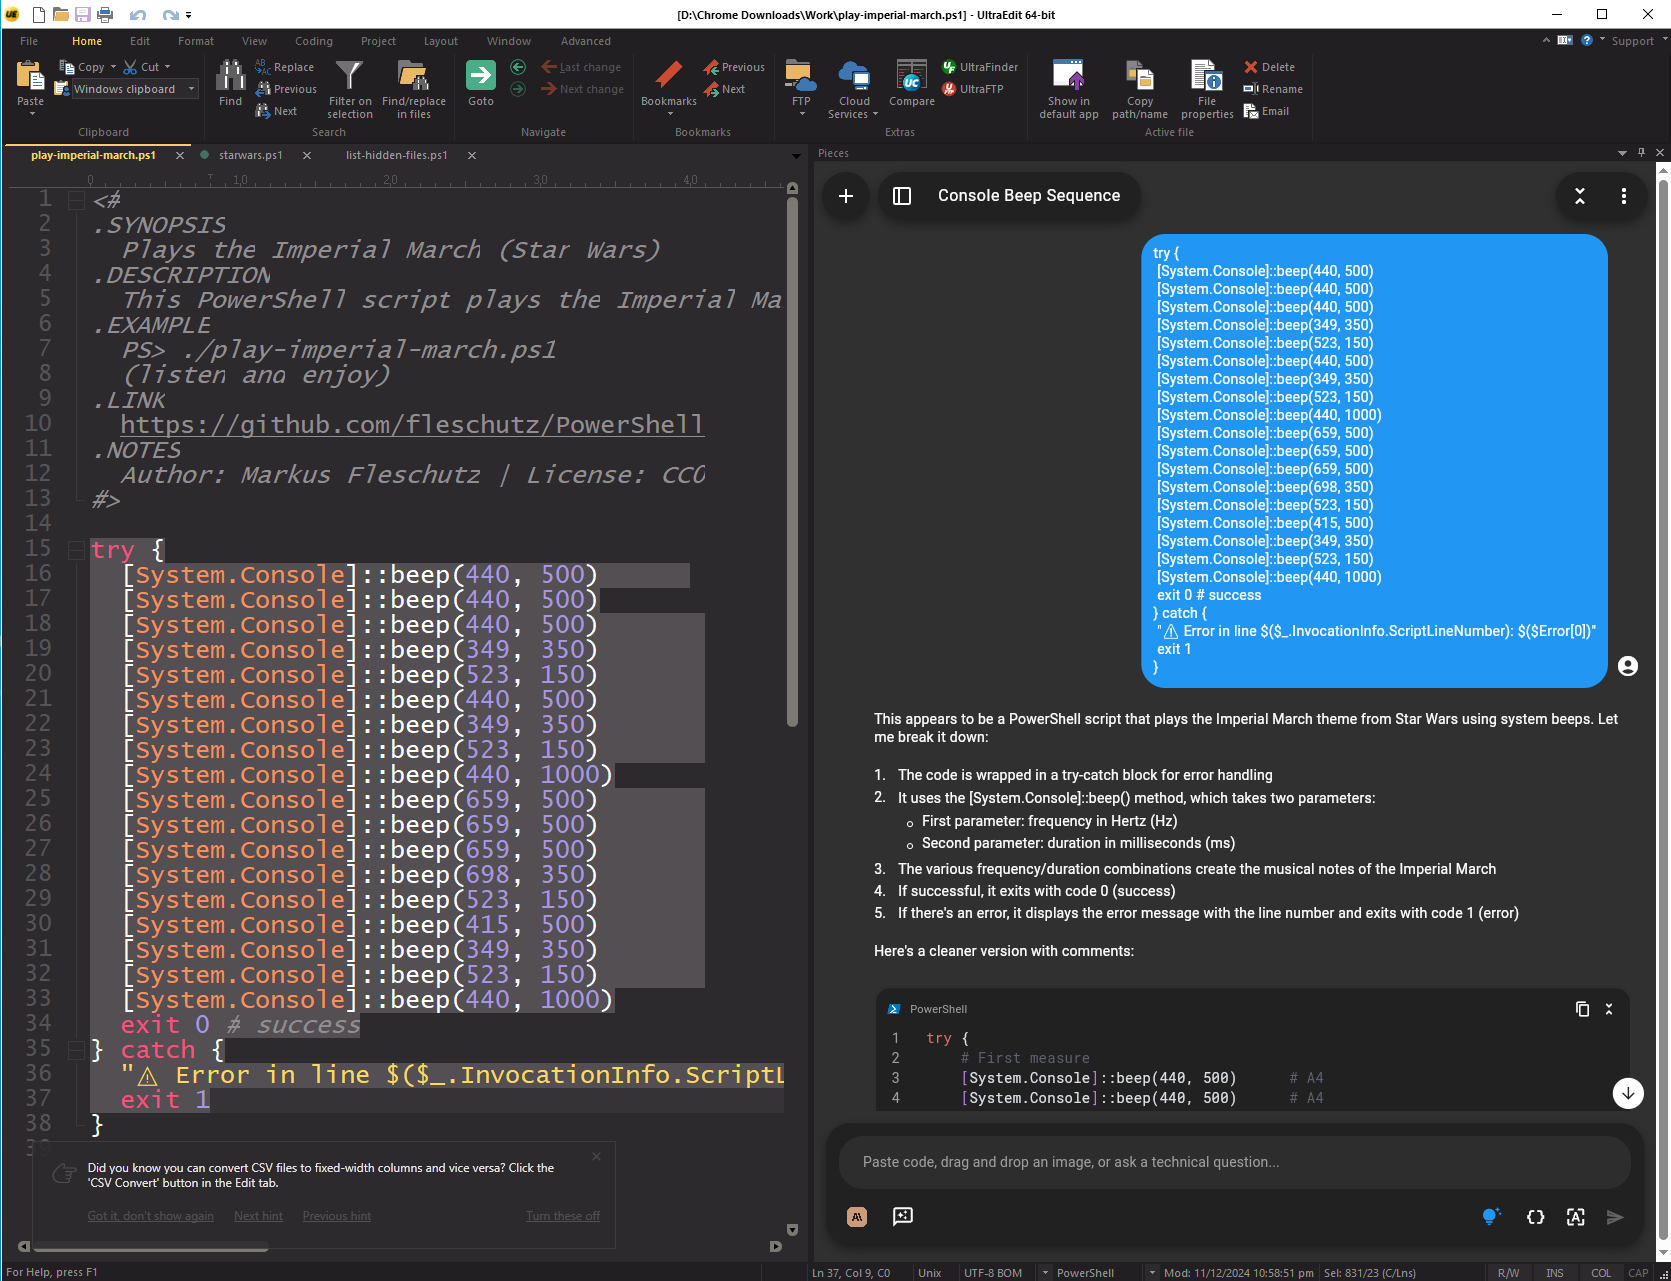 [D:\Chrome Downloads\Work\play-imperial-march.ps1] - UltraEdit 64-bit
File Home Edit Format View Coding Project Layout Window Advanced Support
Paste
Copy
Cut
Windows clipboard
Clipboard
Find
Replace
Previous
Next
Filter on selection
Find/replace in files
Search
Goto
Last change
Next change
Navigate
Bookmarks
Previous
Next
Bookmarks
FTP
Cloud Services
Compare
UltraFinder
UltraFTP
Extras
Show in default app
Copy path/name
File properties
Delete
Rename
Email
Active file
play-imperial-march.ps1
starwars.ps1
list-hidden-files.ps1
0 10 20 30 40
1 <#
2 .SYNOPSIS
3 Plays the Imperial March (Star Wars)
4 .DESCRIPTION
5 This PowerShell script plays the Imperial Ma
6 .EXAMPLE
7 PS> ./play-imperial-march.ps1
8 (listen and enjoy)
9 .LINK
10 https://github.com/fleschutz/PowerShell
11 .NOTES
12 Author: Markus Fleschutz | License: CC0
13 #>
14
15 try {
16 [System.Console]::beep(440, 500)
17 [System.Console]::beep(440, 500)
18 [System.Console]::beep(440, 500)
19 [System.Console]::beep(349, 350)
20 [System.Console]::beep(523, 150)
21 [System.Console]::beep(440, 500)
22 [System.Console]::beep(349, 350)
23 [System.Console]::beep(523, 150)
24 [System.Console]::beep(440, 1000)
25 [System.Console]::beep(659, 500)
26 [System.Console]::beep(659, 500)
27 [System.Console]::beep(659, 500)
28 [System.Console]::beep(698, 350)
29 [System.Console]::beep(523, 150)
30 [System.Console]::beep(415, 500)
31 [System.Console]::beep(349, 350)
32 [System.Console]::beep(523, 150)
33 [System.Console]::beep(440, 1000)
34 exit 0 # success
35 } catch {
36 "⚠️ Error in line $($_.InvocationInfo.ScriptL
37 exit 1
38 }
39
Did you know you can convert CSV files to fixed-width columns and vice versa? Click the
'CSV Convert' button in the Edit tab.
Got it, don't show again Next hint Previous hint Turn these off
Pieces
Console Beep Sequence
try {
[System.Console]::beep(440, 500)
[System.Console]::beep(440, 500)
[System.Console]::beep(440, 500)
[System.Console]::beep(349, 350)
[System.Console]::beep(523, 150)
[System.Console]::beep(440, 500)
[System.Console]::beep(349, 350)
[System.Console]::beep(523, 150)
[System.Console]::beep(440, 1000)
[System.Console]::beep(659, 500)
[System.Console]::beep(659, 500)
[System.Console]::beep(659, 500)
[System.Console]::beep(698, 350)
[System.Console]::beep(523, 150)
[System.Console]::beep(415, 500)
[System.Console]::beep(349, 350)
[System.Console]::beep(523, 150)
[System.Console]::beep(440, 1000)
exit 0 # success
} catch {
"⚠️ Error in line $($_.InvocationInfo.ScriptLineNumber): $($Error[0])"
exit 1
}
This appears to be a PowerShell script that plays the Imperial March theme from Star Wars using system beeps. Let
me break it down:
1. The code is wrapped in a try-catch block for error handling
2. It uses the [System.Console]::beep() method, which takes two parameters:
○ First parameter: frequency in Hertz (Hz)
○ Second parameter: duration in milliseconds (ms)
3. The various frequency/duration combinations create the musical notes of the Imperial March
4. If successful, it exits with code 0 (success)
5. If there's an error, it displays the error message with the line number and exits with code 1 (error)
Here's a cleaner version with comments:
PowerShell
1 try {
2 # First measure
3 [System.Console]::beep(440, 500) # A4
4 [System.Console]::beep(440, 500) # A4
Paste code, drag and drop an image, or ask a technical question...
For Help, press F1
Ln 37, Col 9, C0 Unix UTF-8 BOM PowerShell Mod: 11/12/2024 10:58:51 pm Sel: 831/23 (C/Lns) R/W INS COL CAP